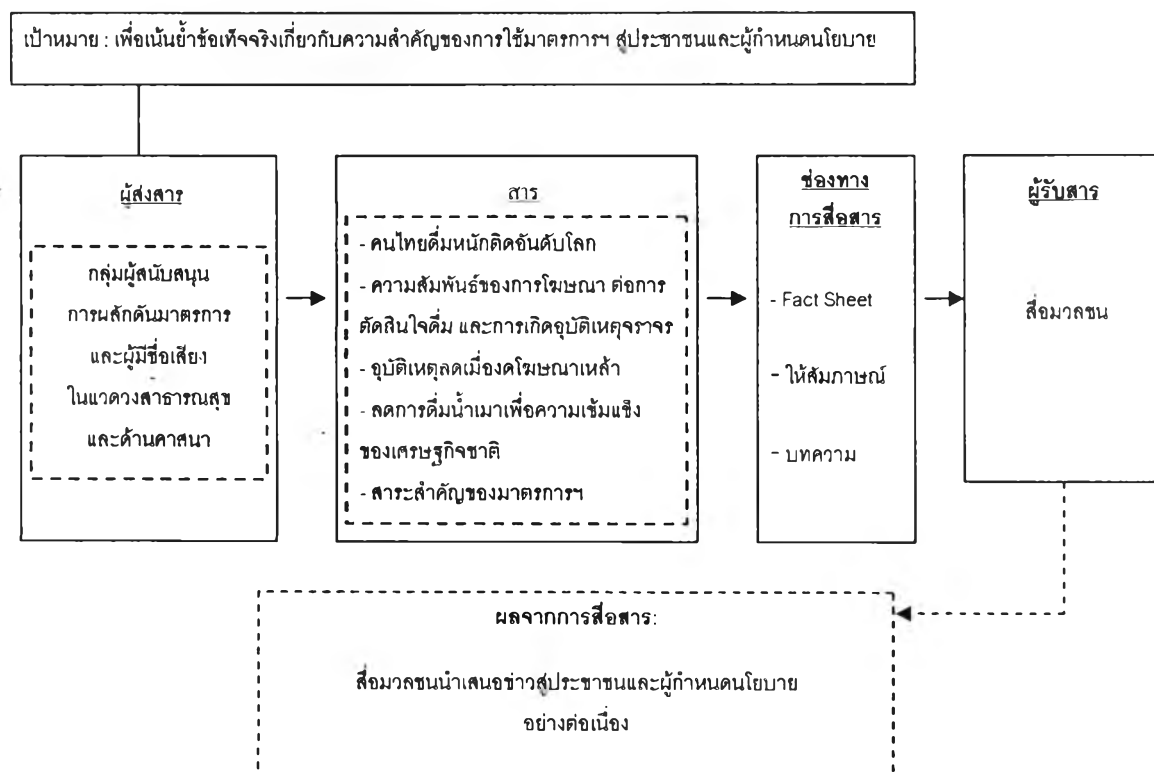 เป้าหมาย : เพื่อเน้นย้ำข้อเท็จจริงเกี่ยวกับความสำคัญของการใช้มาตรการฯ สู่ประชาชนและผู้กำหนดนโยบาย
ผู้ส่งสาร
กลุ่มผู้สนับสนุน
การผลักดันมาตรการ
และผู้มีชื่อเสียง
ในแวดวงสาธารณสุข
และด้านศาสนา
สาร
- คนไทยดื่มหนักติดอันดับโลก
- ความสัมพันธ์ของการโฆษณา ต่อการ
ตัดสินใจดื่ม และการเกิดอุบัติเหตุจราจร
- อุบัติเหตุลดเมื่องดโฆษณาเหล้า
- ลดการดื่มน้ำเมาเพื่อความเข้มแข็ง
ของเศรษฐกิจชาติ
- สาระสำคัญของมาตรการฯ
ช่องทาง
การสื่อสาร
- Fact Sheet
- ให้สัมภาษณ์
- บทความ
ผู้รับสาร
สื่อมวลชน
ผลจากการสื่อสาร:
สื่อมวลชนนำเสนอข่าวสู่ประชาชนและผู้กำหนดนโยบาย
อย่างต่อเนื่อง